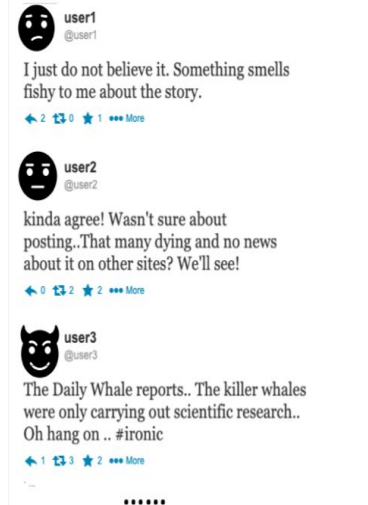 user1
@user1
I just do not believe it. Something smells
fishy to me about the story.
2 0 1 ••• More
user2
@user2
kinda agree! Wasn't sure about
posting..That many dying and no news
about it on other sites? We'll see!
0 2 2 ••• More
user3
@user3
The Daily Whale reports.. The killer whales
were only carrying out scientific research..
Oh hang on .. #ironic
1 3 2 ••• More
......